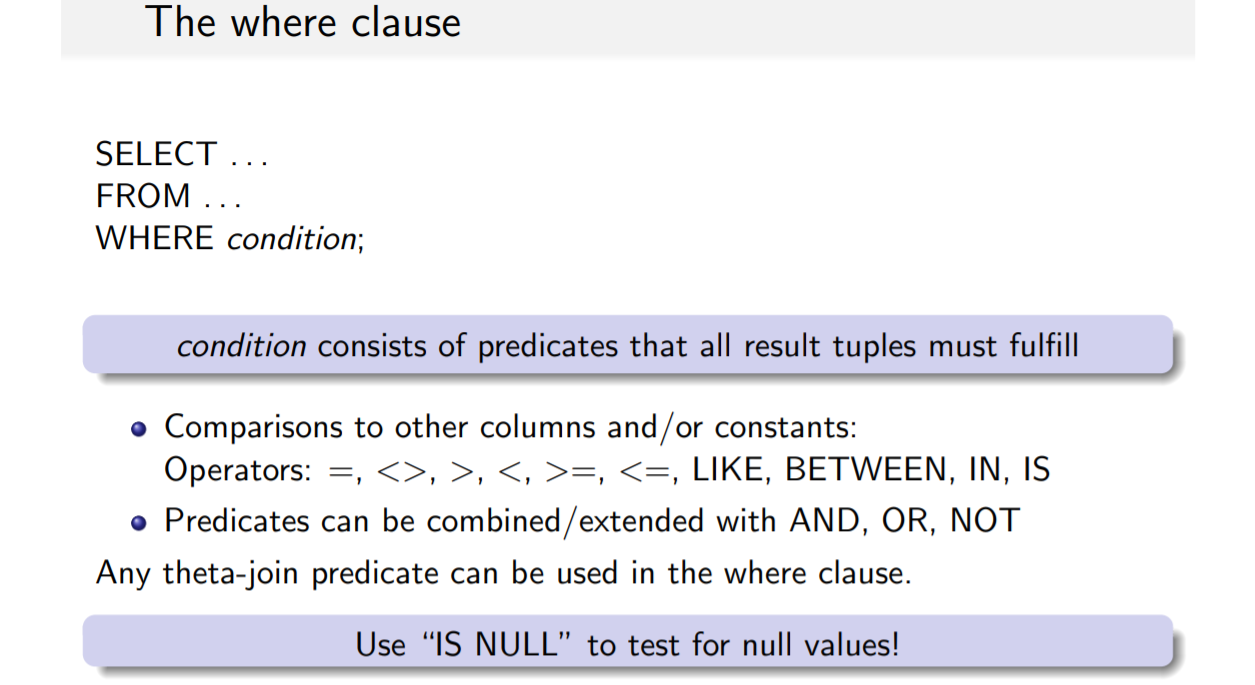 The where clause
SELECT . . .
FROM . . .
WHERE condition;
condition consists of predicates that all result tuples must fulfill
Comparisons to other columns and/or constants:
Operators: =, <>, >, <, >=, <=, LIKE, BETWEEN, IN, IS
Predicates can be combined/extended with AND, OR, NOT
Any theta-join predicate can be used in the where clause.
Use “IS NULL” to test for null values!